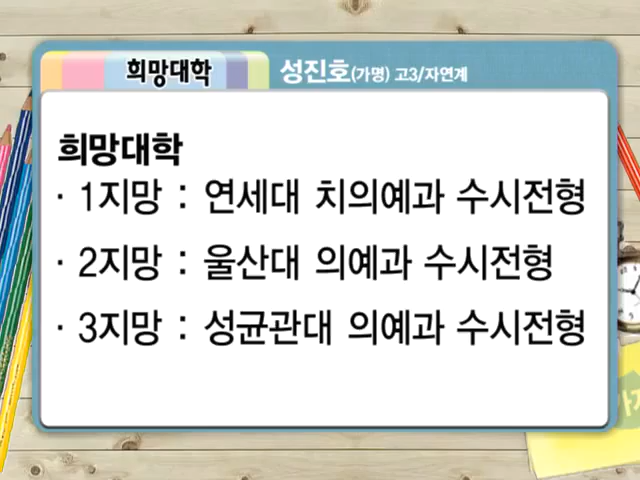 희망대학 성진호(가명) 고3/자연계
희망대학
· 1지망 : 연세대 치의예과 수시전형
· 2지망 : 울산대 의예과 수시전형
· 3지망 : 성균관대 의예과 수시전형